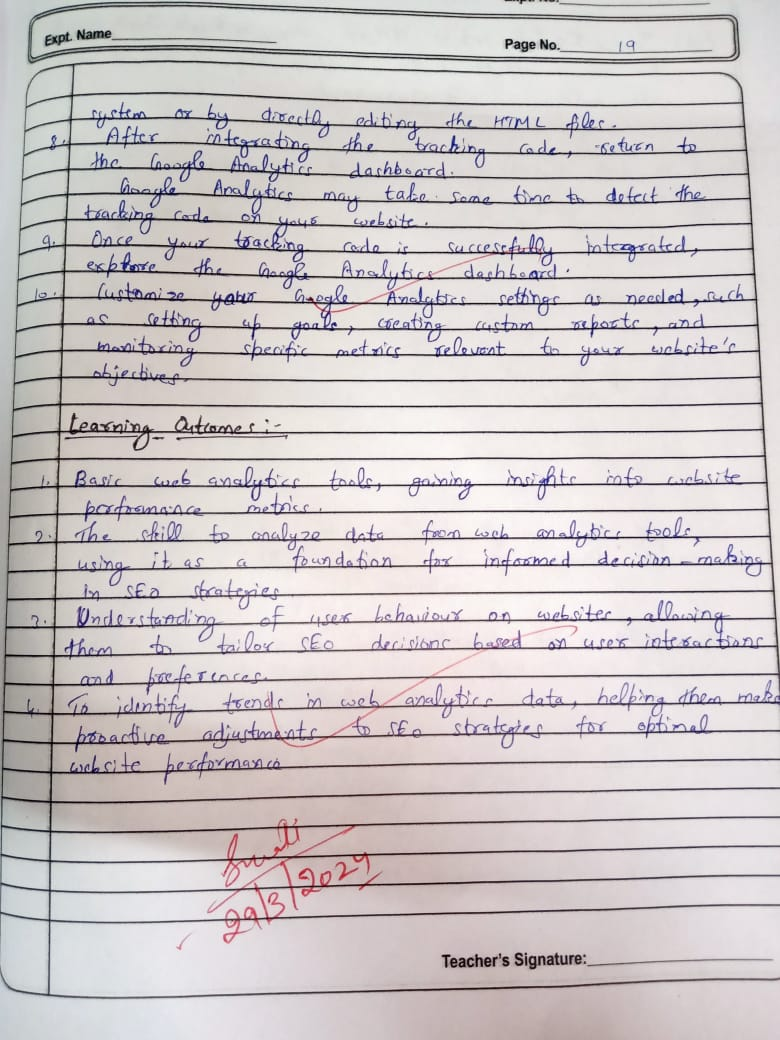 Expt. Name
Page No. 19
system or by directly editing the HTML files.
8. After integrating the tracking code, return to
the Google Analytics dashboard.
Google Analytics may take some time to detect the
tracking code on your website.
9. Once your tracking code is successfully integrated,
explore the Google Analytics dashboard.
10. Customize your Google Analytics settings as needed, such
as setting up goals, creating custom reports, and
monitoring specific metrics relevant to your website's
objectives.
Learning Outcomes :-
1. Basic web analytics tools, gaining insights into website
performance metrics.
2. The skill to analyze data from web analytics tools,
using it as a foundation for informed decision-making
in SEO strategies.
3. Understanding of user behaviour on websites, allowing
them to tailor SEO decisions based on user interactions
and preferences.
4. To identify trends in web analytics data, helping them make
proactive adjustments to SEO strategies for optimal
website performance
29/3/2024
Teacher's Signature: